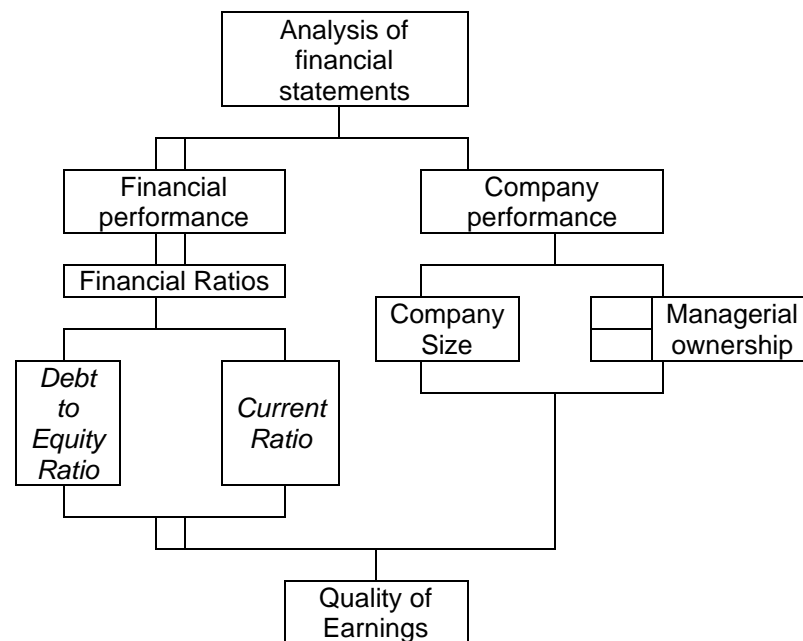 Analysis of
financial
statements
Financial
performance
Company
performance
Financial Ratios
Company
Size
Managerial
ownership
Debt
to
Equity
Ratio
Current
Ratio
Quality of
Earnings